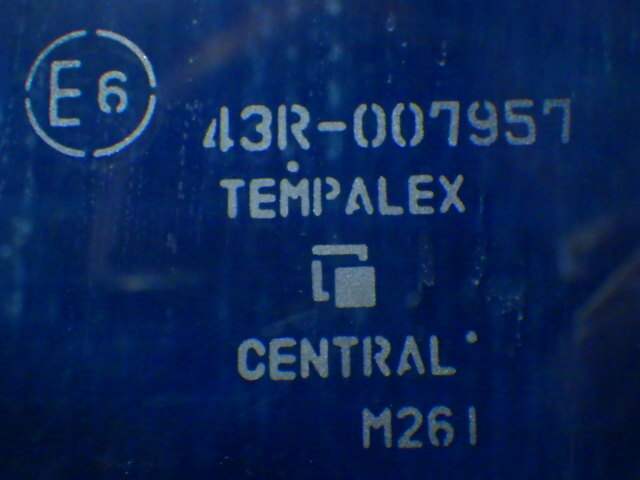 E6
43R-007957
TEMPALEX
CENTRAL
M261